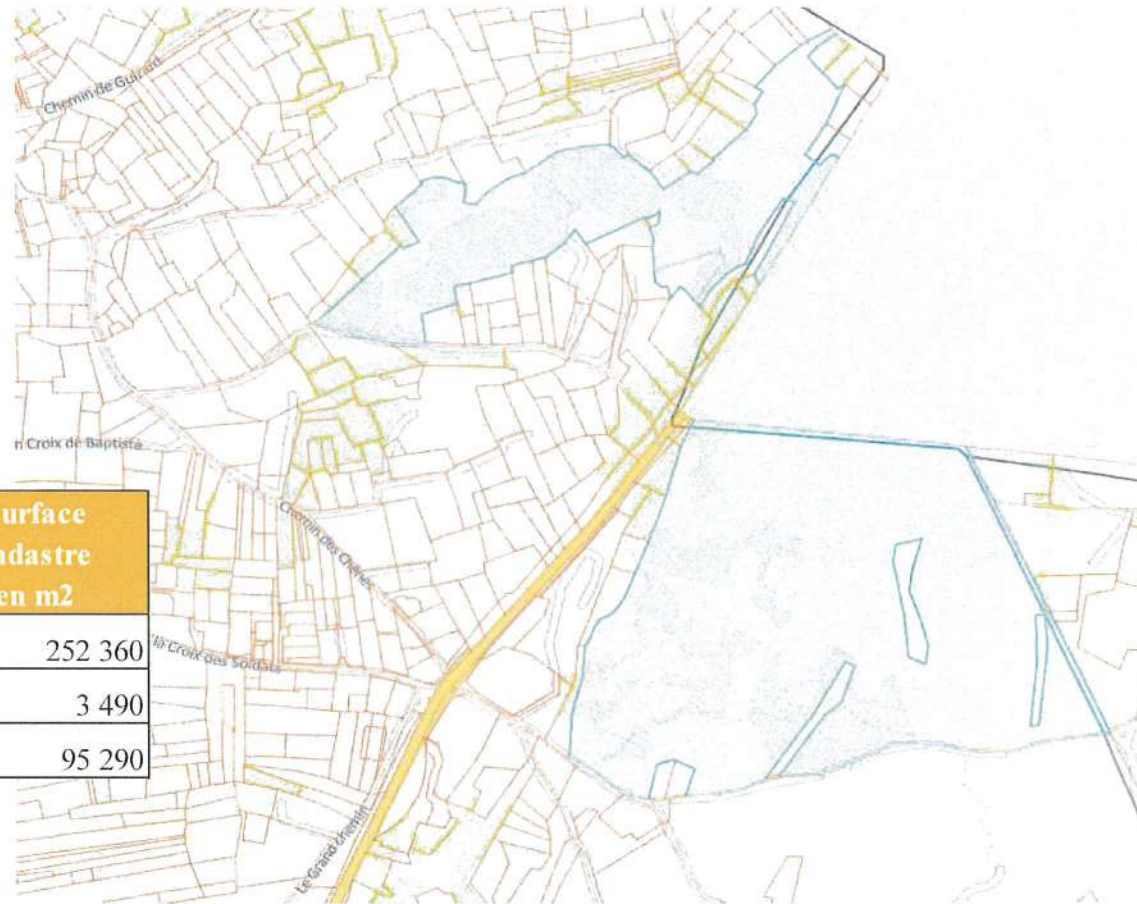 Chemin de Guirard
n Croix de Baptiste
Chemin des Chênes
urface
adastre
en m2
252 360
3 490
95 290
la Croix des Soldats
Le Grand chemin